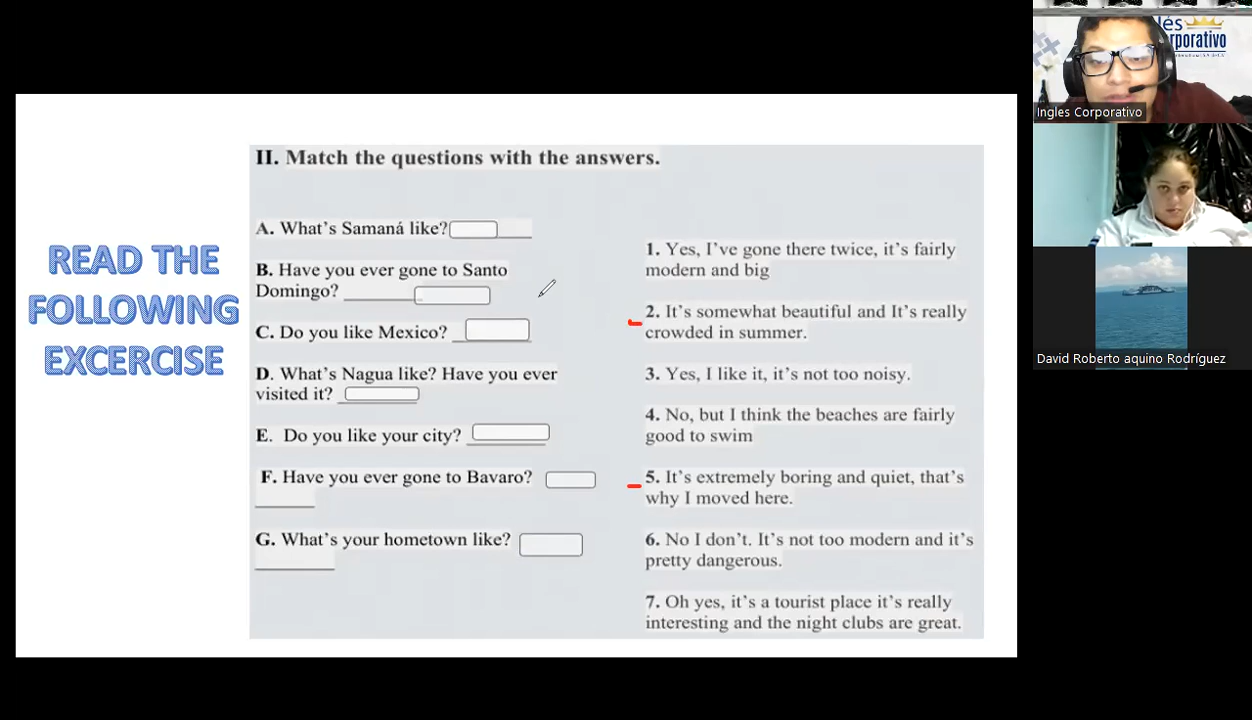 READ THE
FOLLOWING
EXCERCISE
II. Match the questions with the answers.
A. What's Samaná like?
B. Have you ever gone to Santo
Domingo?
C. Do you like Mexico?
D. What's Nagua like? Have you ever
visited it?
E. Do you like your city?
F. Have you ever gone to Bavaro?
G. What's your hometown like?
1. Yes, I've gone there twice, it's fairly
modern and big
2. It's somewhat beautiful and It's really
crowded in summer.
3. Yes, I like it, it's not too noisy.
4. No, but I think the beaches are fairly
good to swim
5. It's extremely boring and quiet, that's
why I moved here.
6. No I don't. It's not too modern and it's
pretty dangerous.
7. Oh yes, it's a tourist place it's really
interesting and the night clubs are great.
Ingles Corporativo
David Roberto aquino Rodríguez